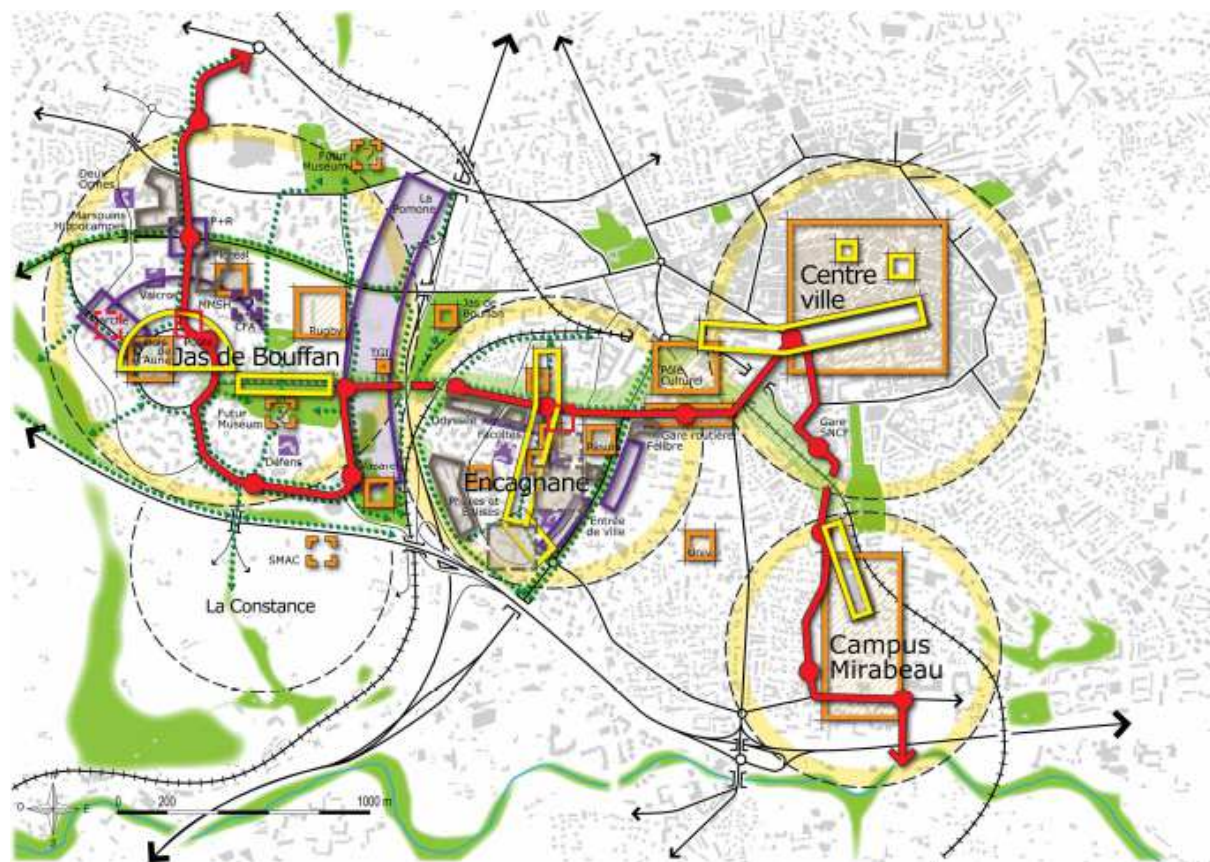 Futur
Museum
Deux
Ormes
La
Pomone
Marsouins
Hippocampes
P+R
Centre
ville
Valcros
MMSH
CFA
Rugby
Jas de
Bouffan
Jas de Bouffan
TGI
Pôle
Culturel
Futur
Museum
Odyssée
Facultés
Gare routière
Gare
SNCF
Défens
Encagnane
Entrée
de ville
SMAC
Univ.
La Constance
Campus
Mirabeau
O
E
0
200
1000 m